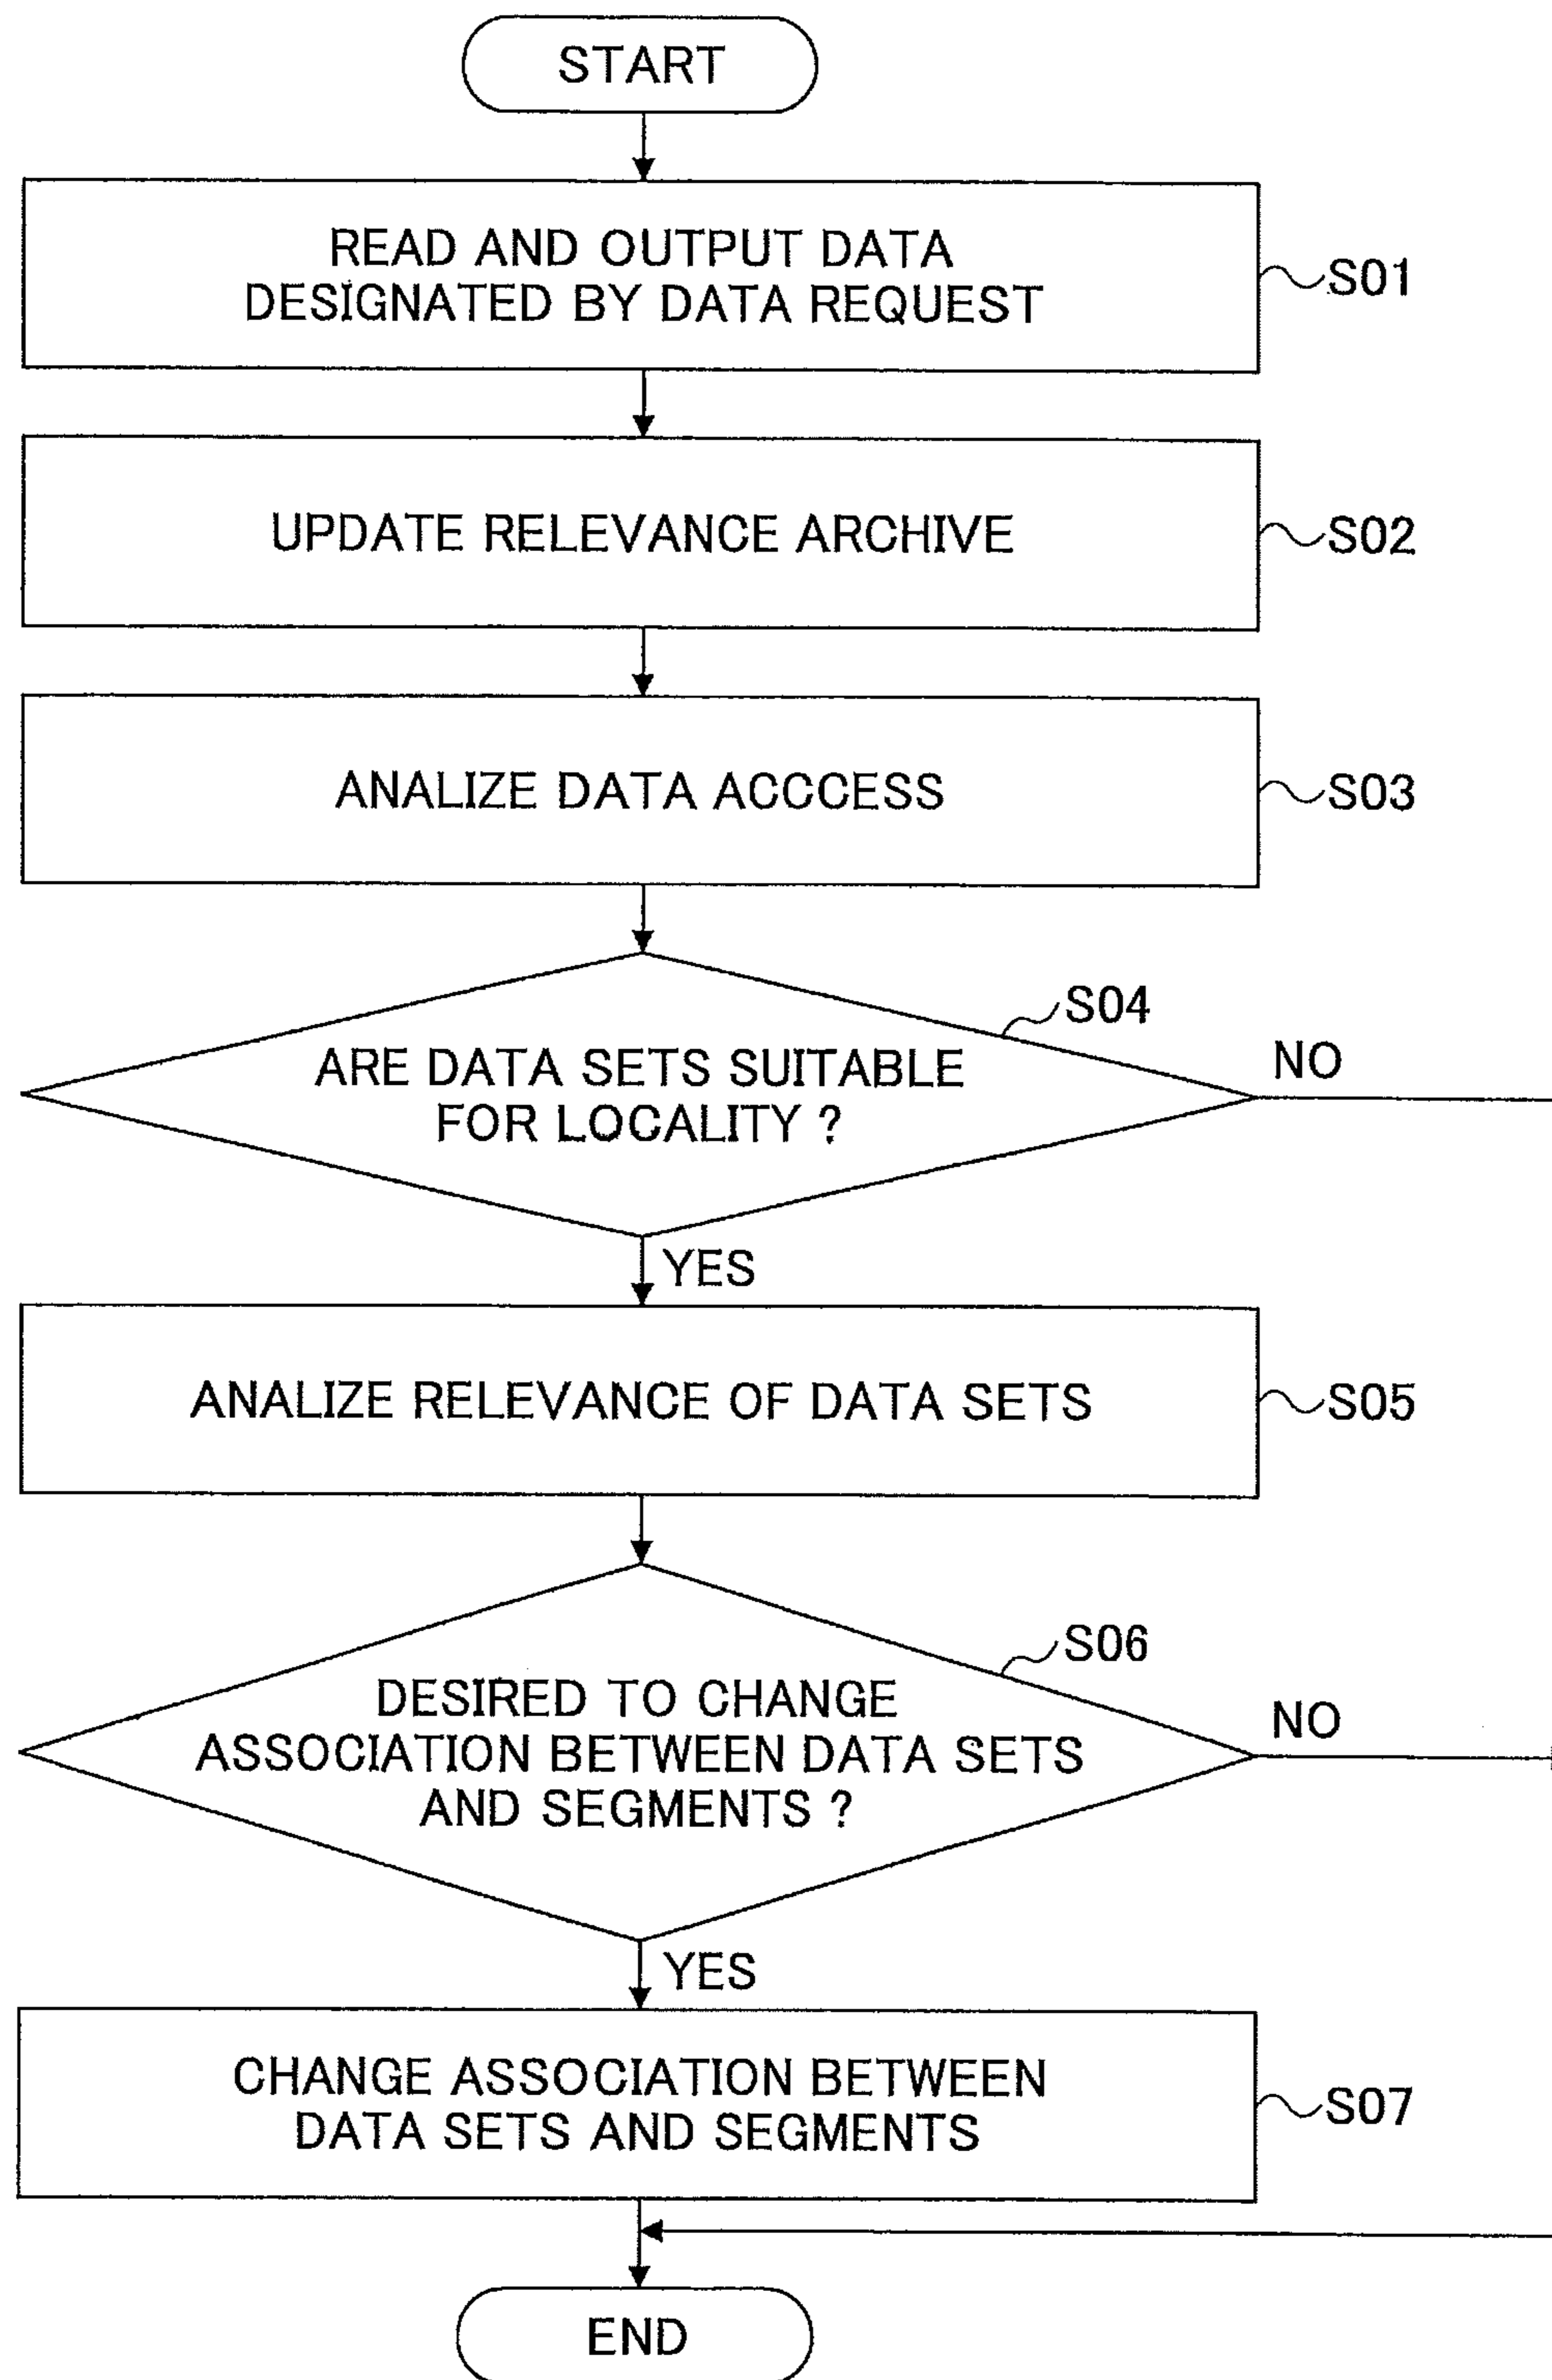 START
READ AND OUTPUT DATA
DESIGNATED BY DATA REQUEST
S01
UPDATE RELEVANCE ARCHIVE
S02
ANALIZE DATA ACCCESS
S03
S04
ARE DATA SETS SUITABLE
FOR LOCALITY ?
NO
YES
ANALIZE RELEVANCE OF DATA SETS
S05
S06
DESIRED TO CHANGE
ASSOCIATION BETWEEN DATA SETS
AND SEGMENTS ?
NO
YES
CHANGE ASSOCIATION BETWEEN
DATA SETS AND SEGMENTS
S07
END